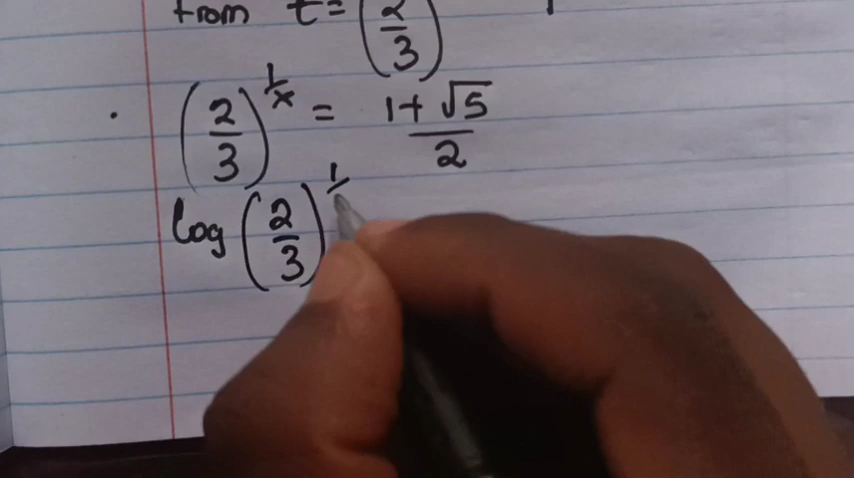 from t = (2/3)
(2/3)^(1/x) = (1+√5)/2
log (2/3)^1/